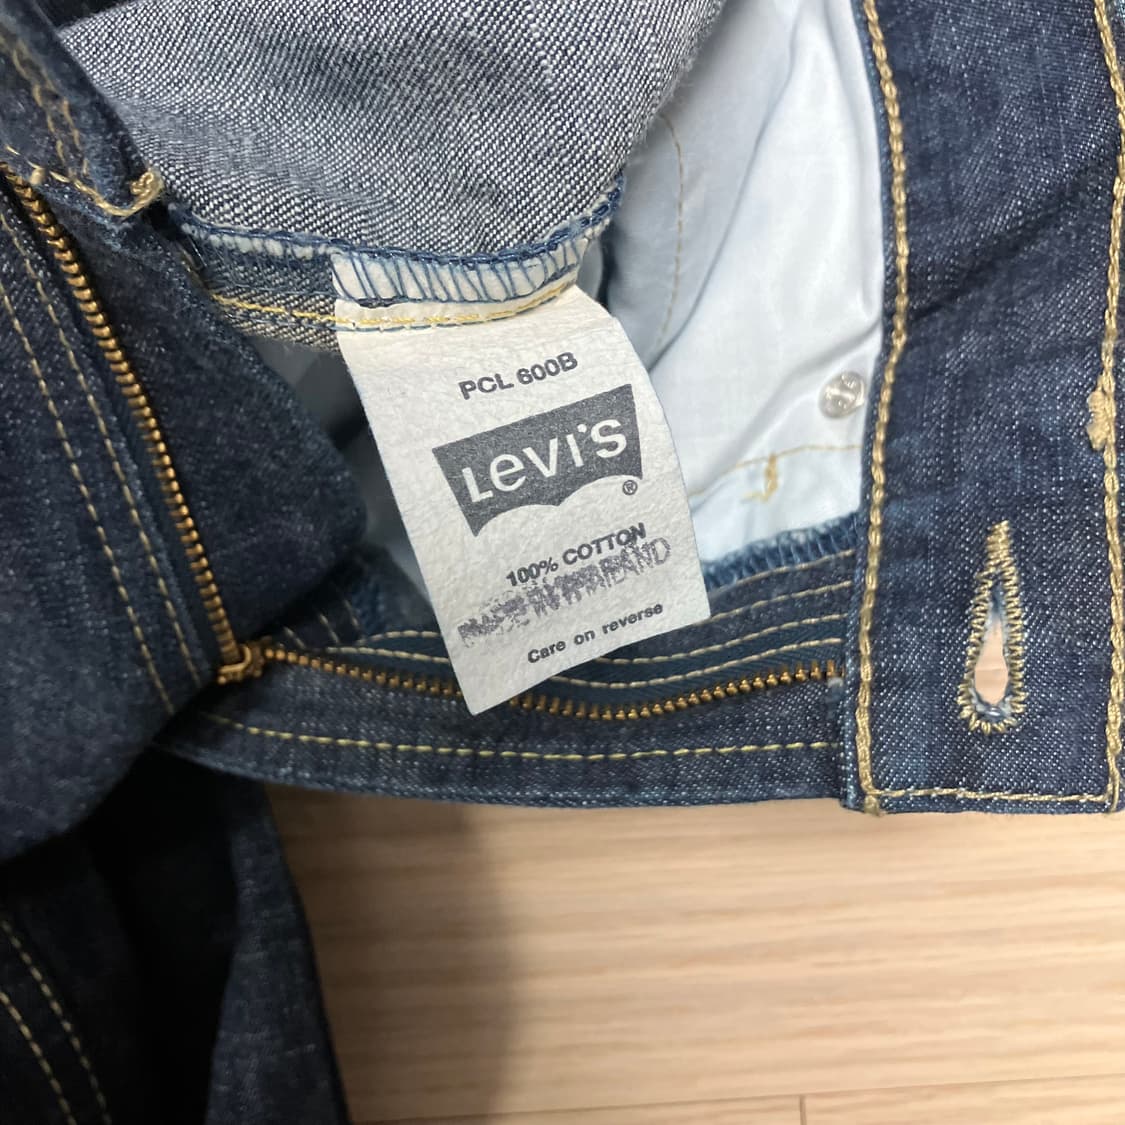 PCL 600B
Levi's
®
100% COTTON
Care on reverse